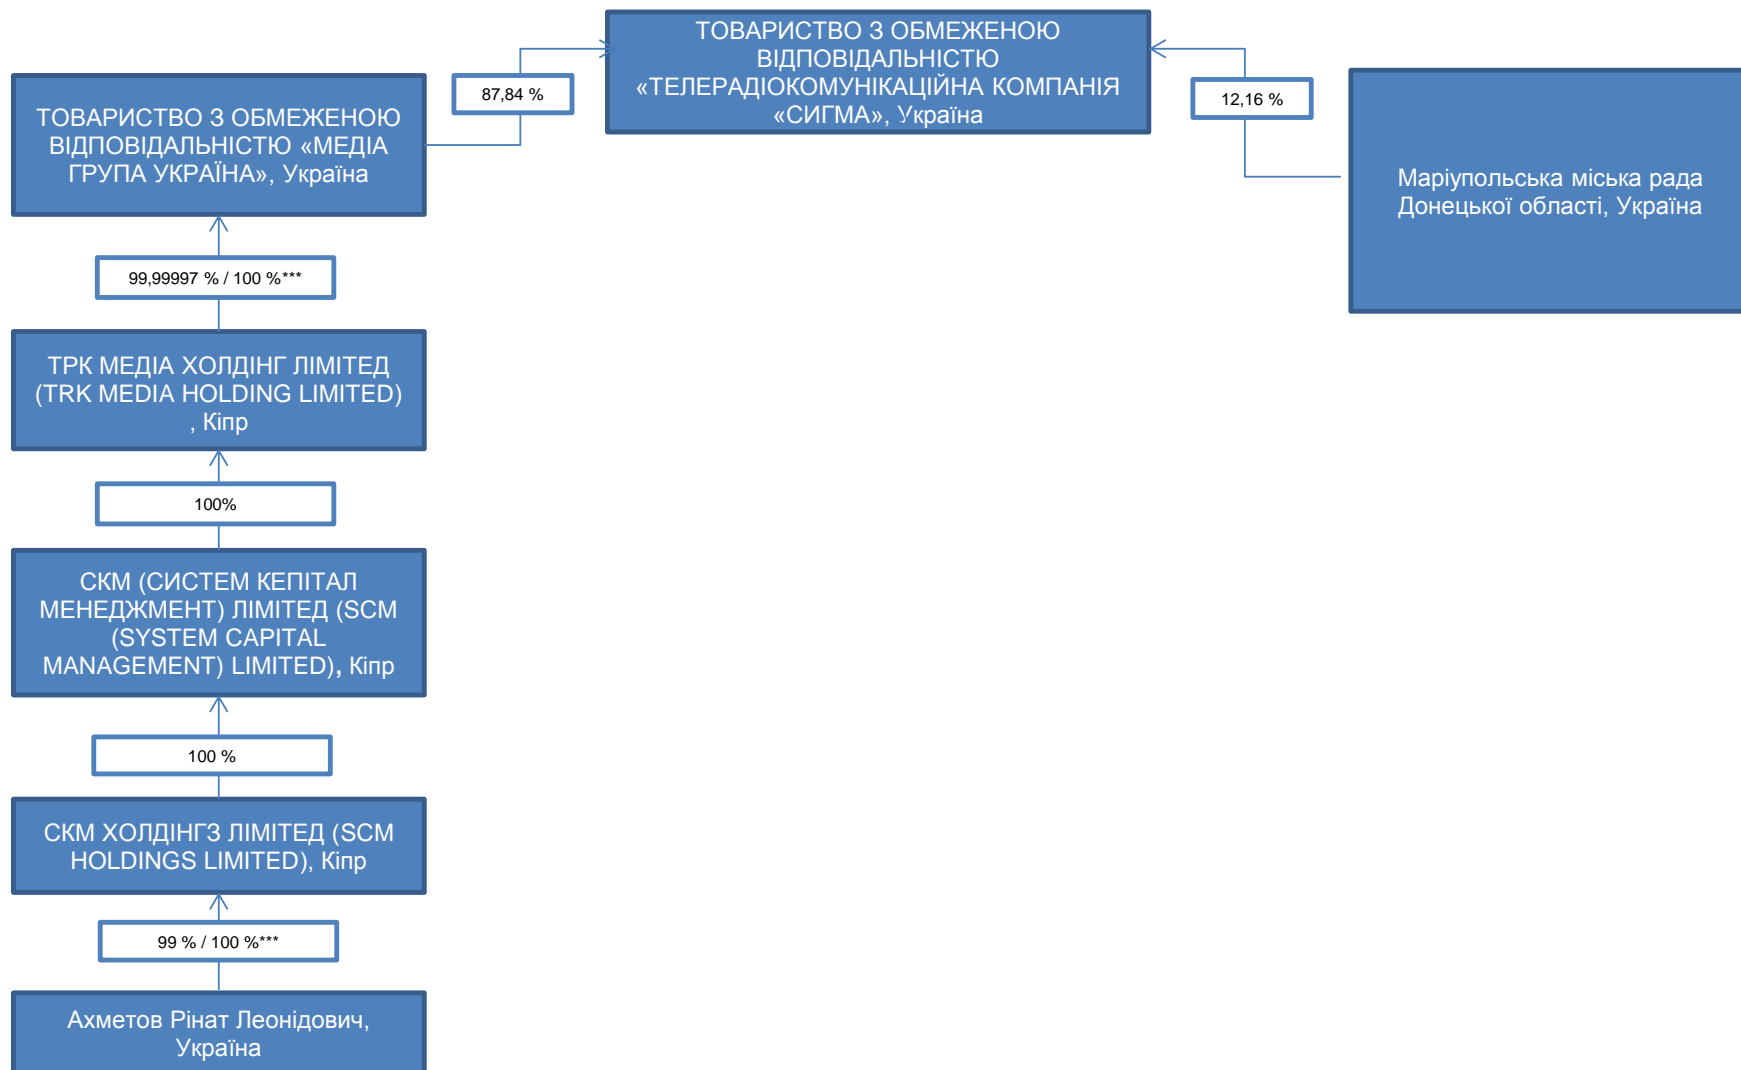 ТОВАРИСТВО З ОБМЕЖЕНОЮ
ВІДПОВІДАЛЬНІСТЮ
«ТЕЛЕРАДІОКОМУНІКАЦІЙНА КОМПАНІЯ
«СИГМА», Україна
87,84 %
12,16 %
ТОВАРИСТВО З ОБМЕЖЕНОЮ
ВІДПОВІДАЛЬНІСТЮ «МЕДІА
ГРУПА УКРАЇНА», Україна
Маріупольська міська рада
Донецької області, Україна
99,99997 % / 100 %***
ТРК МЕДІА ХОЛДІНГ ЛІМІТЕД
(TRK MEDIA HOLDING LIMITED)
, Кіпр
100%
СКМ (СИСТЕМ КЕПІТАЛ
МЕНЕДЖМЕНТ) ЛІМІТЕД (SCM
(SYSTEM CAPITAL
MANAGEMENT) LIMITED), Кіпр
100 %
СКМ ХОЛДІНГЗ ЛІМІТЕД (SCM
HOLDINGS LIMITED), Кіпр
99 % / 100 %***
Ахметов Рінат Леонідович,
Україна